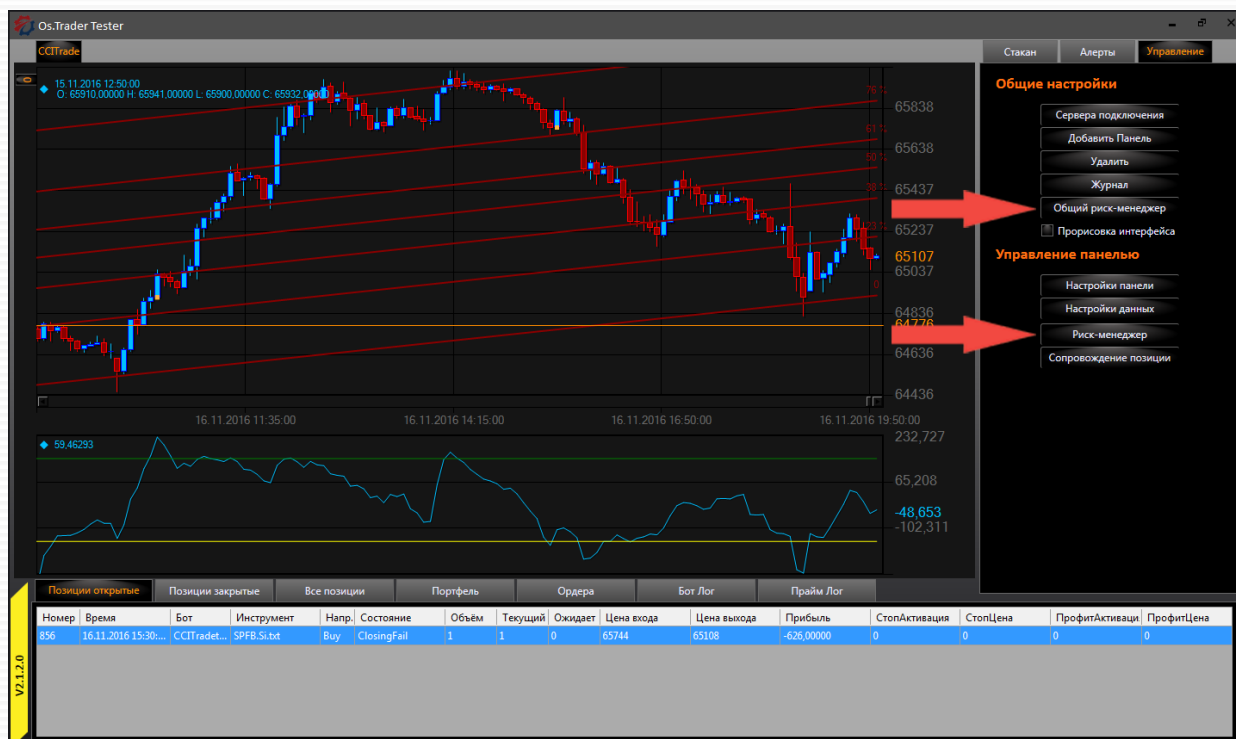 Os.Trader Tester
CCITrade
Стакан Алерты Управление
15.11.2016 12:50:00
O: 65910,00000 H: 65941,00000 L: 65900,00000 C: 65932,00000
76 %
65838
61 %
65638
50 %
65437
38 %
65237
23 %
65107
65037
0
64836
64776
64636
64436
16.11.2016 11:35:00 16.11.2016 14:15:00 16.11.2016 16:50:00 16.11.2016 19:50:00
59,46293
232,727
65,208
-48,653
-102,311
Общие настройки
Сервера подключения
Добавить Панель
Удалить
Журнал
Общий риск-менеджер
Прорисовка интерфейса
Управление панелью
Настройки панели
Настройки данных
Риск-менеджер
Сопровождение позиции
Позиции открытые Позиции закрытые Все позиции Портфель Ордера Бот Лог Прайм Лог
Номер Время Бот Инструмент Напр. Состояние Объём Текущий Ожидает Цена входа Цена выхода Прибыль СтопАктивация СтопЦена ПрофитАктиваци ПрофитЦена
856 16.11.2016 15:30:... CCITradet... SPFB.Si.txt Buy ClosingFail 1 1 0 65744 65108 -626,00000 0 0 0 0
V2.1.2.0